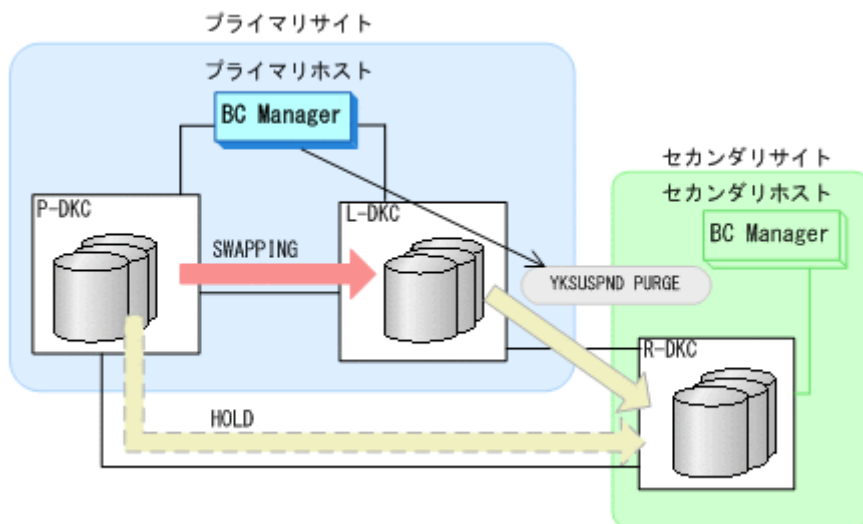 プライマリサイト
プライマリホスト
BC Manager
セカンダリサイト
セカンダリホスト
BC Manager
P-DKC
L-DKC
SWAPPING
YKSUSPND PURGE
R-DKC
HOLD